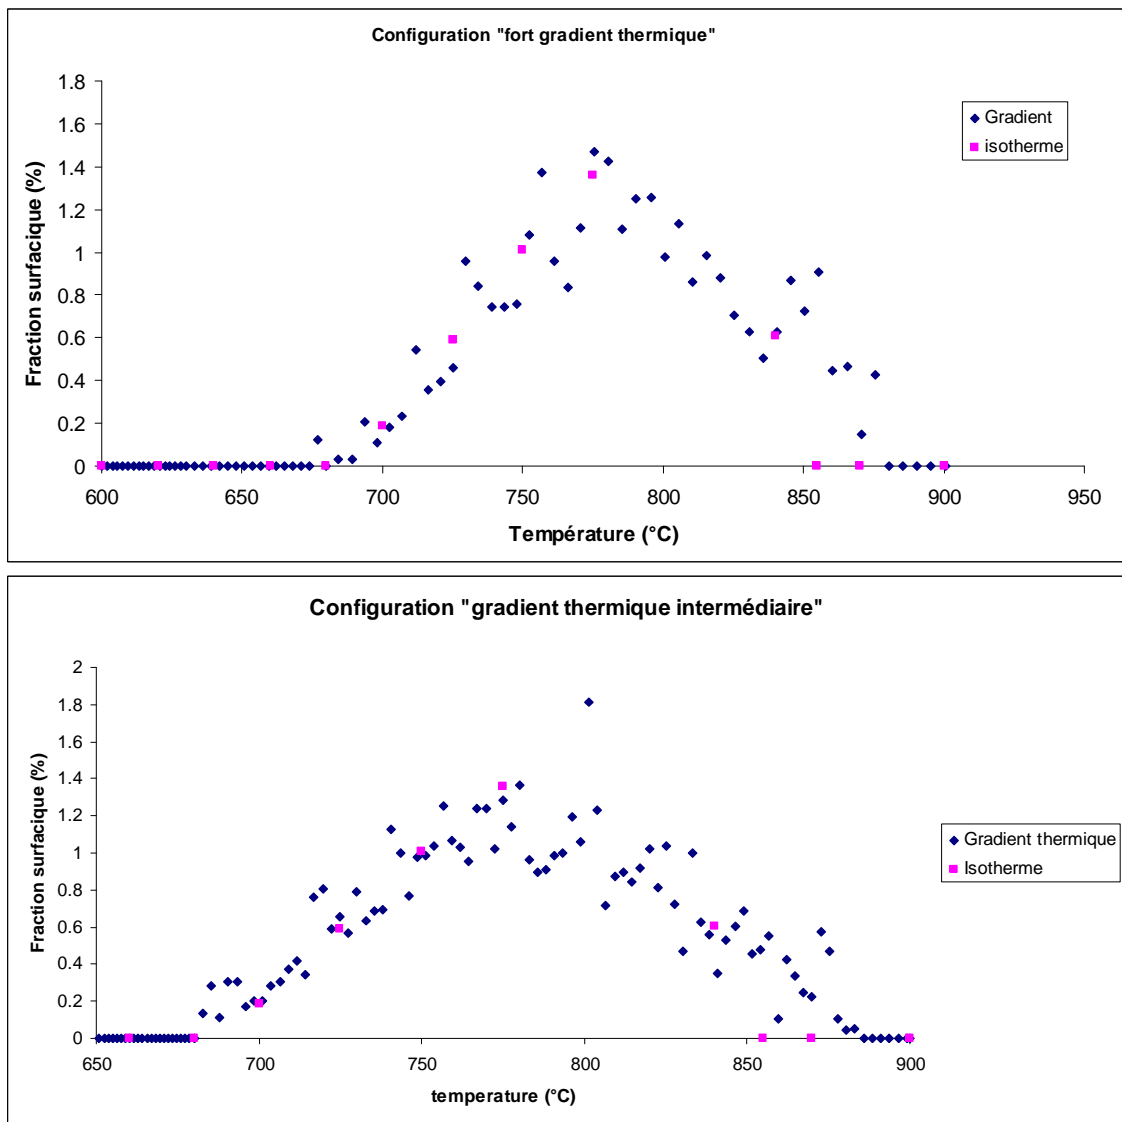 Configuration "fort gradient thermique"
1.8
1.6
1.4
1.2
1
0.8
0.6
0.4
0.2
0
Fraction surfacique (%)
Gradient
isotherme
600 650 700 750 800 850 900 950
Température (°C)
Configuration "gradient thermique intermédiaire"
2
1.8
1.6
1.4
1.2
1
0.8
0.6
0.4
0.2
0
Fraction surfacique (%)
Gradient thermique
Isotherme
650 700 750 800 850 900
temperature (°C)